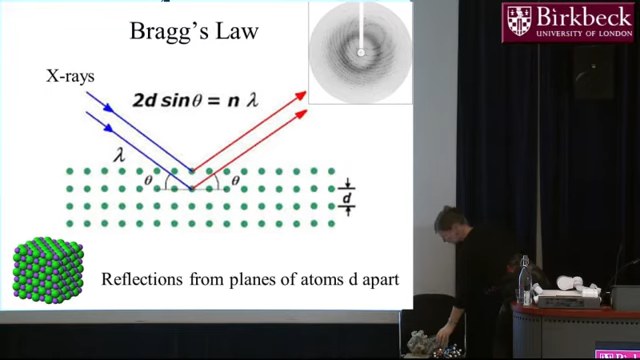 Bragg's Law
X-rays
2d sinθ = n λ
λ
θ
θ
d
Reflections from planes of atoms d apart
Birkbeck
UNIVERSITY OF LONDON